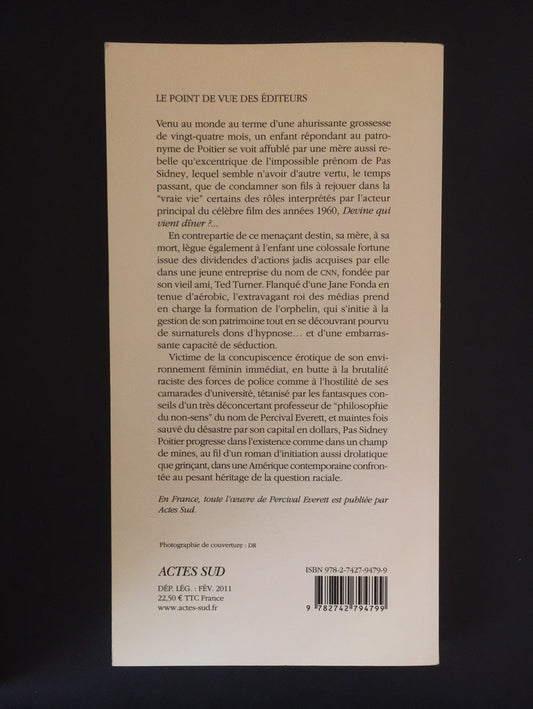 LE POINT DE VUE DES ÉDITEURS
Venu au monde au terme d'une ahurissante grossesse
de vingt-quatre mois, un enfant répondant au patro-
nyme de Poitier se voit affublé par une mère aussi re-
belle qu'excentrique de l'impossible prénom de Pas
Sidney, lequel semble n'avoir d'autre vertu, le temps
passant, que de condamner son fils à rejouer dans la
"vraie vie" certains des rôles interprétés par l'acteur
principal du célèbre film des années 1960, Devine qui
vient dîner ?...
En contrepartie de ce menaçant destin, sa mère, à sa
mort, lègue également à l'enfant une colossale fortune
issue des dividendes d'actions jadis acquises par elle
dans une jeune entreprise du nom de CNN, fondée par
son vieil ami, Ted Turner. Flanqué d'une Jane Fonda en
tenue d'aérobic, l'extravagant roi des médias prend
en charge la formation de l'orphelin, qui s'initie à la
gestion de son patrimoine tout en se découvrant pourvu
de surnaturels dons d'hypnose... et d'une embarras-
sante capacité de séduction.
Victime de la concupiscence érotique de son envi-
ronnement féminin immédiat, en butte à la brutalité
raciste des forces de police comme à l'hostilité de ses
camarades d'université, tétanisé par les fantasques con-
seils d'un très déconcertant professeur de "philosophie
du non-sens" du nom de Percival Everett, et maintes fois
sauvé du désastre par son capital en dollars, Pas Sidney
Poitier progresse dans l'existence comme dans un champ
de mines, au fil d'un roman d'initiation aussi drolatique
que grinçant, dans une Amérique contemporaine confron-
tée au pesant héritage de la question raciale.
En France, toute l'œuvre de Percival Everett est publiée par
Actes Sud.
Photographie de couverture : DR
ACTES SUD
DÉP. LÉG. : FÉV. 2011
22,50 € TTC France
www.actes-sud.fr
ISBN 978-2-7427-9479-9
9 782742 794799